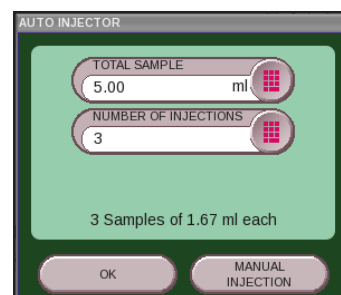 AUTO INJECTOR
TOTAL SAMPLE
5.00 ml
NUMBER OF INJECTIONS
3
3 Samples of 1.67 ml each
OK
MANUAL
INJECTION